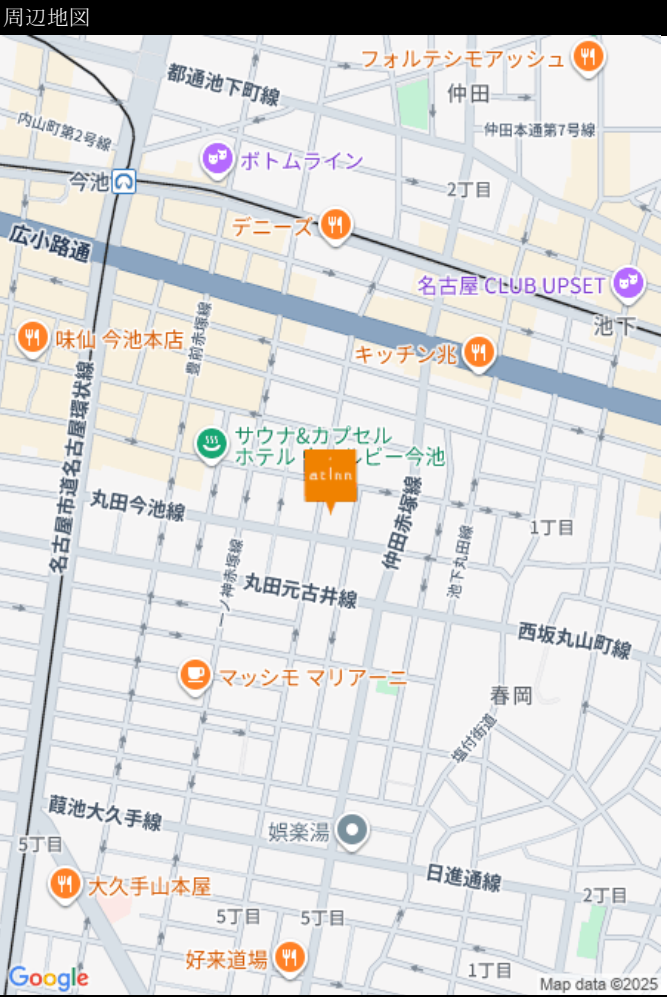 周辺地図
フォルテシモアッシュ
都通池下町線
仲田
内山町第2号線
仲田本通第7号線
ボトムライン
今池
2丁目
デニーズ
広小路通
名古屋 CLUB UPSET
池下
味仙 今池本店
豊前赤塚線
キッチン兆
サウナ&カプセル
ホテル ウェルビー今池
atInn
名古屋市道名古屋環状線
丸田今池線
仲田赤塚線
1丁目
池下丸田線
一ノ神赤塚線
丸田元古井線
西坂丸山町線
マッシモ マリアーニ
春岡
塩付街道
葭池大久手線
娯楽湯
5丁目
日進通線
大久手山本屋
2丁目
5丁目
5丁目
好来道場
1丁目
Google
Map data ©2025